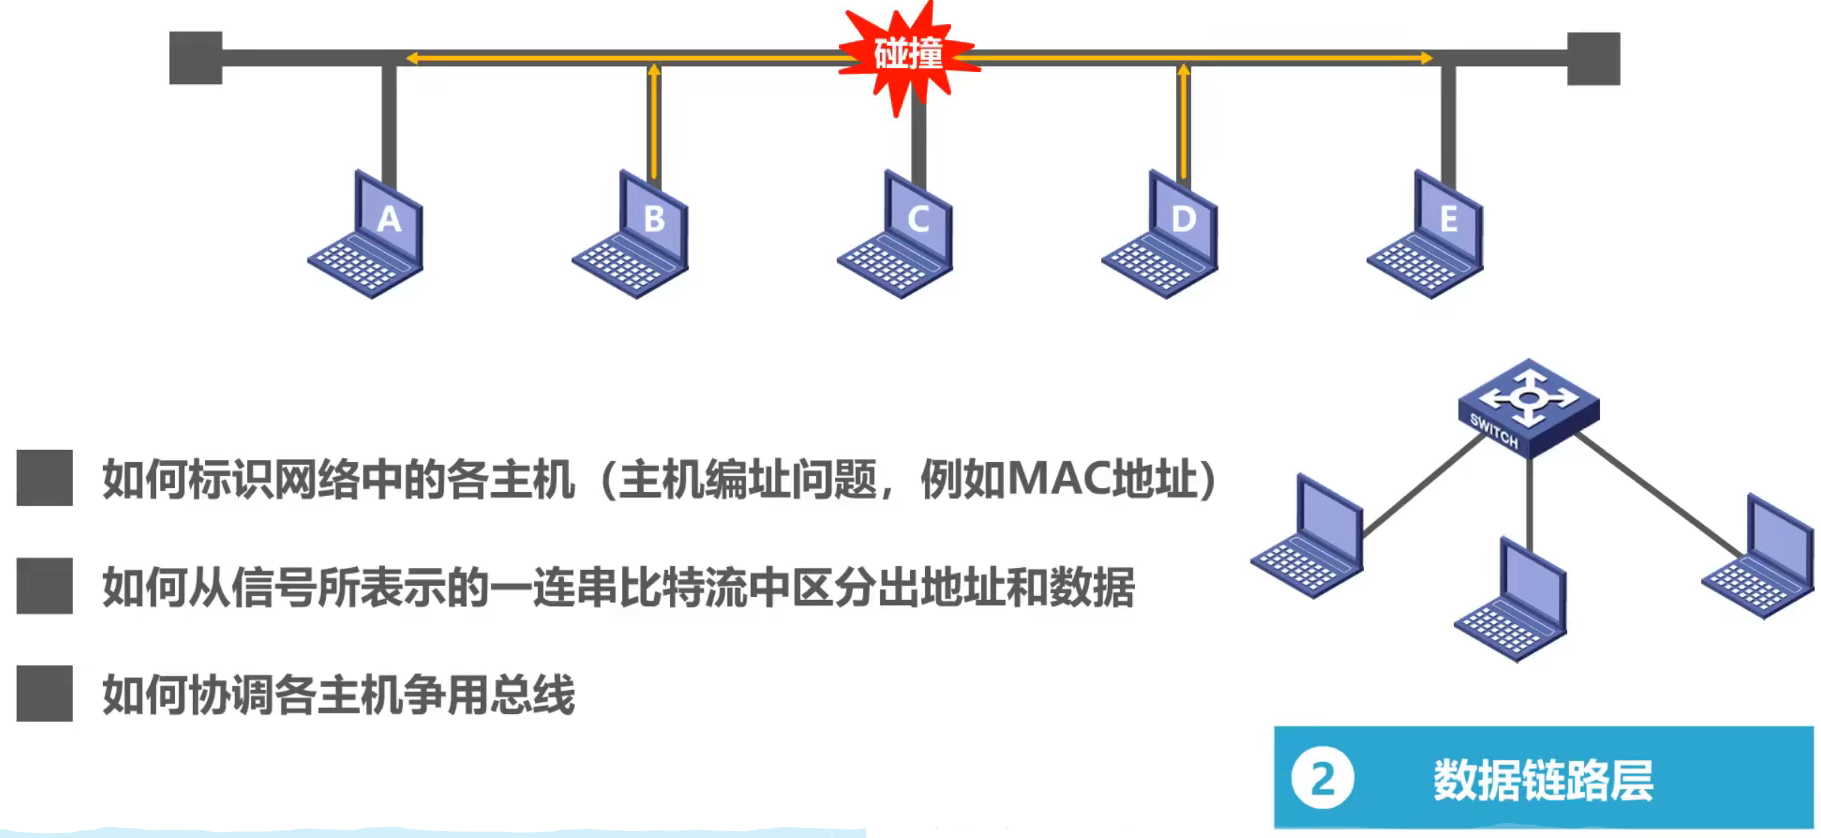 碰撞
A
B
C
D
E
SWITCH
如何标识网络中的各主机（主机编址问题，例如MAC地址）
如何从信号所表示的一连串比特流中区分出地址和数据
如何协调各主机争用总线
2 数据链路层